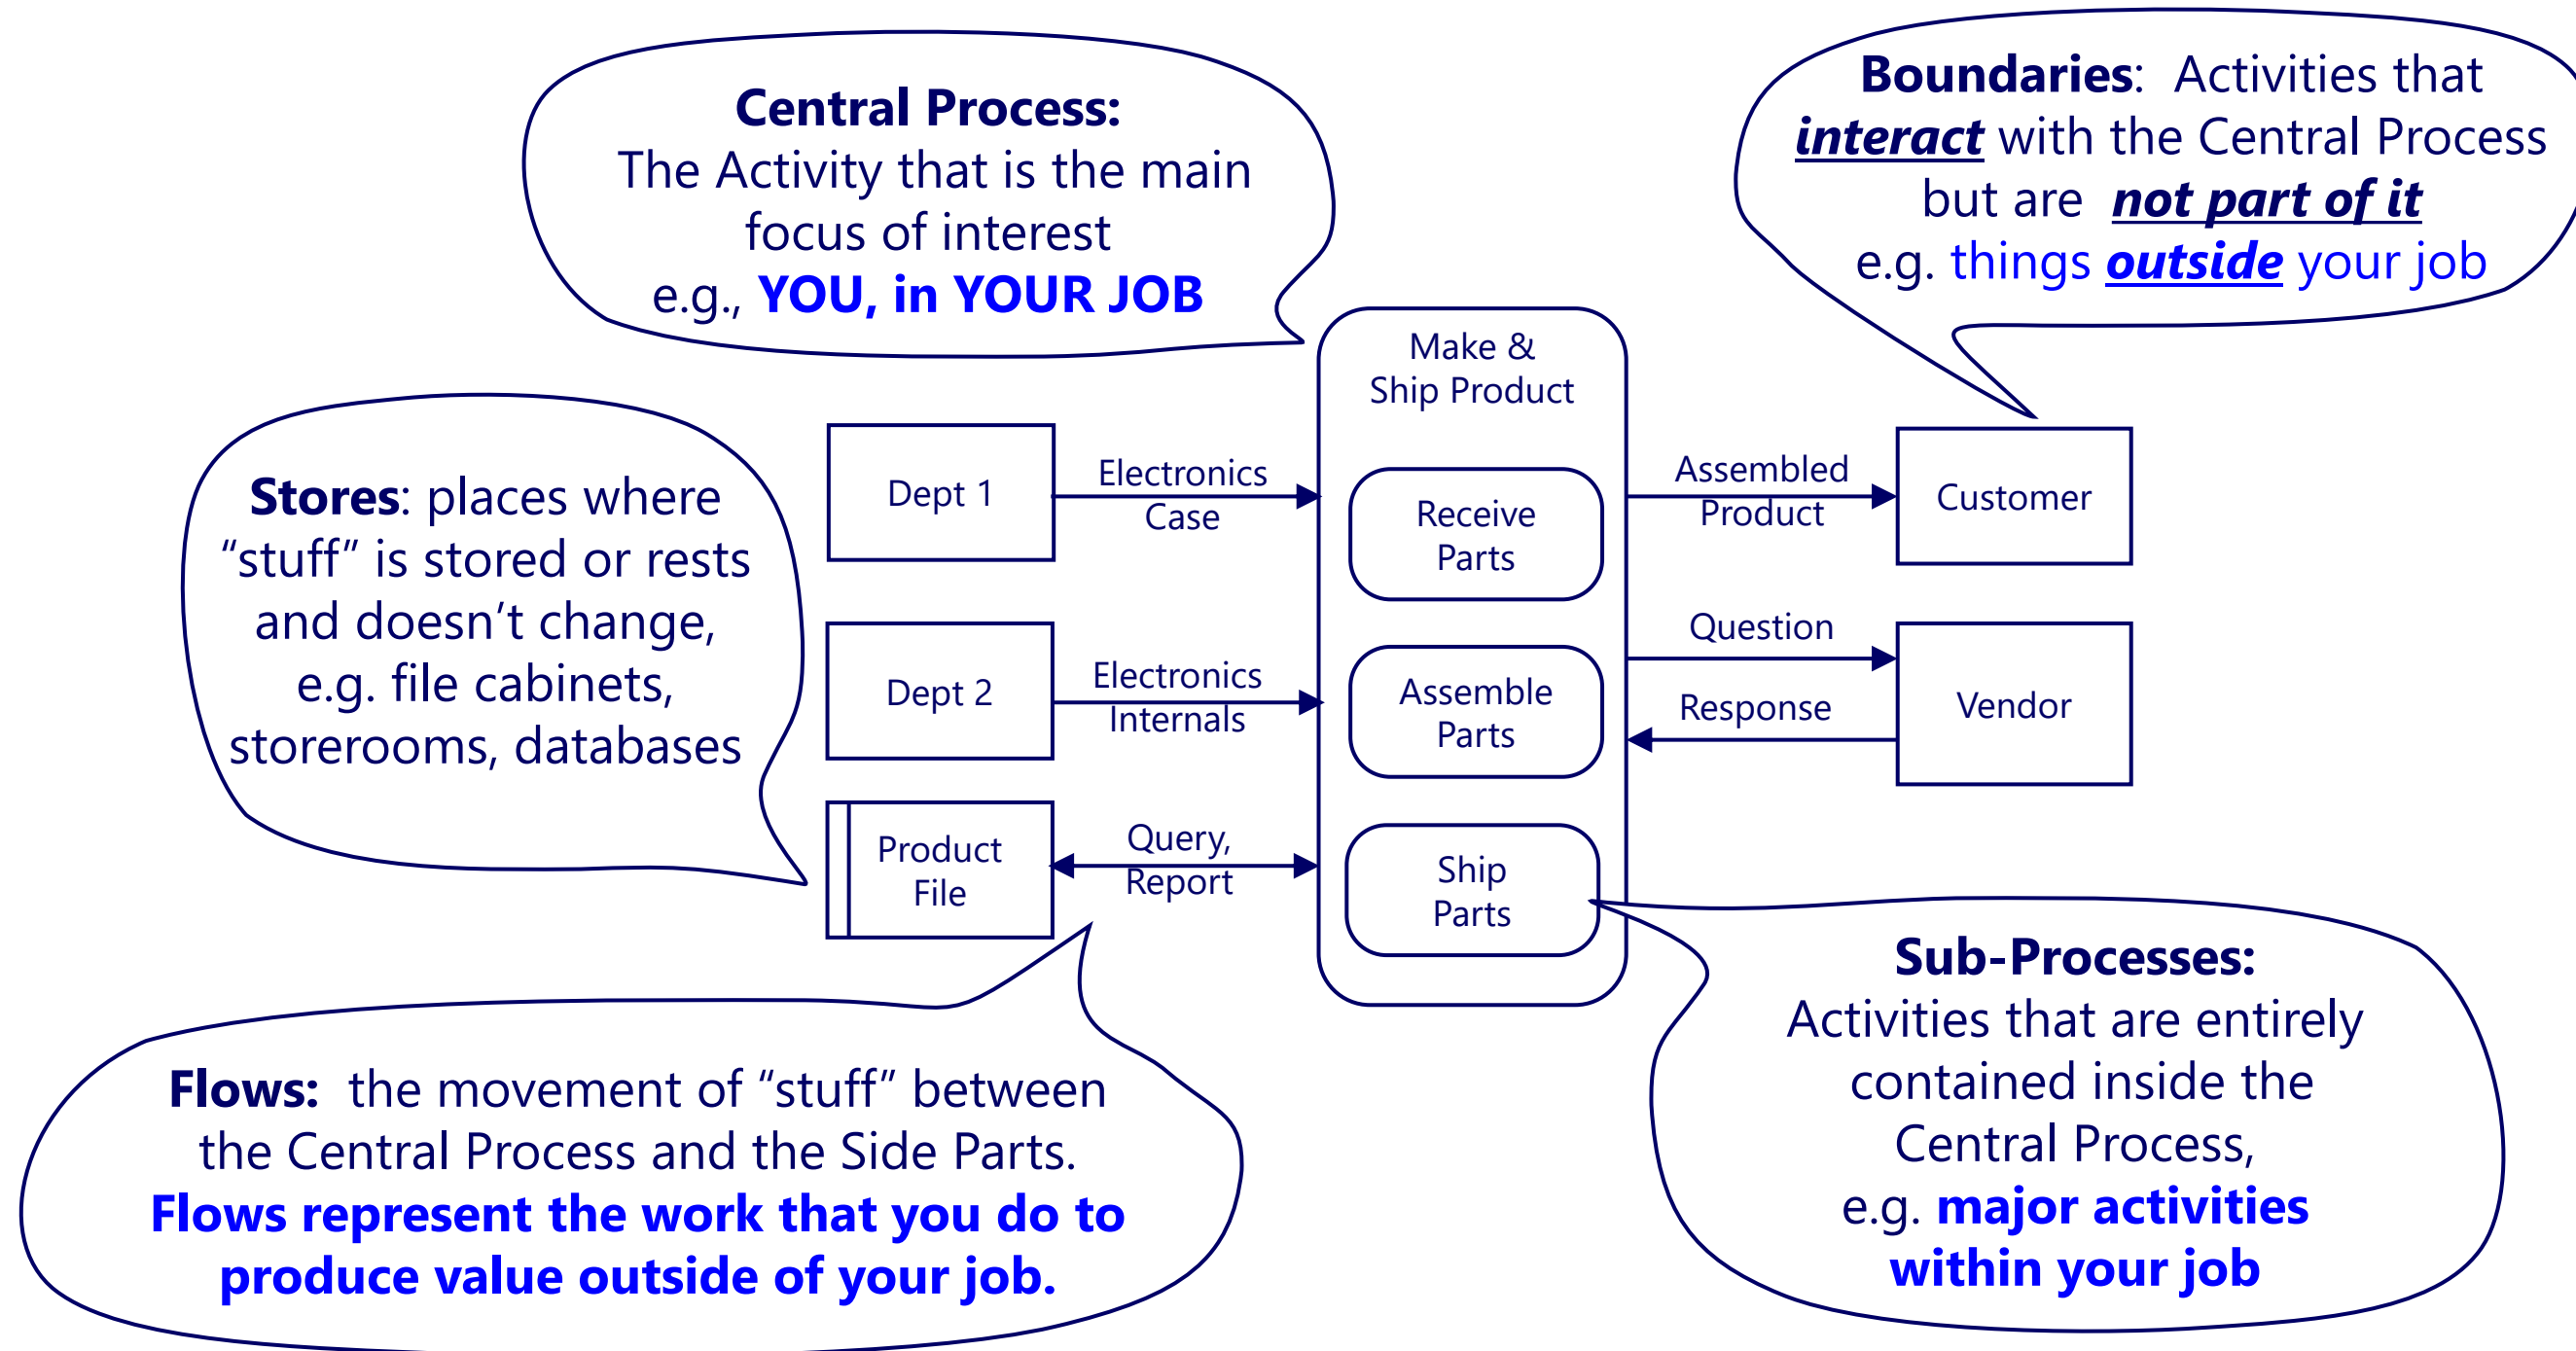 Central Process:
The Activity that is the main
focus of interest
e.g., YOU, in YOUR JOB
Boundaries:  Activities that
interact with the Central Process
but are  not part of it
e.g. things outside your job
Stores: places where
“stuff” is stored or rests
and doesn’t change,
e.g. file cabinets,
storerooms, databases
Dept 1
Electronics
Case
Dept 2
Electronics
Internals
Product
File
Query,
Report
Make &
Ship Product
Receive
Parts
Assemble
Parts
Ship
Parts
Assembled
Product
Customer
Question
Response
Vendor
Flows:  the movement of “stuff” between
the Central Process and the Side Parts.
Flows represent the work that you do to
produce value outside of your job.
Sub-Processes:
Activities that are entirely
contained inside the
Central Process,
e.g. major activities
within your job